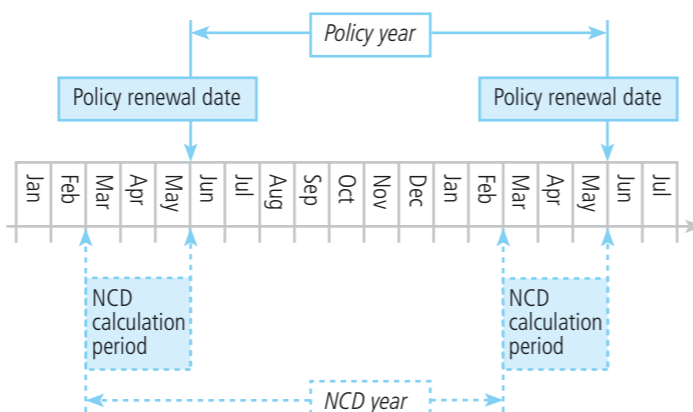 Policy year
Policy renewal date Policy renewal date
Jan Feb Mar Apr May Jun Jul Aug Sep Oct Nov Dec Jan Feb Mar Apr May Jun Jul
NCD
calculation
period
NCD
calculation
period
NCD year